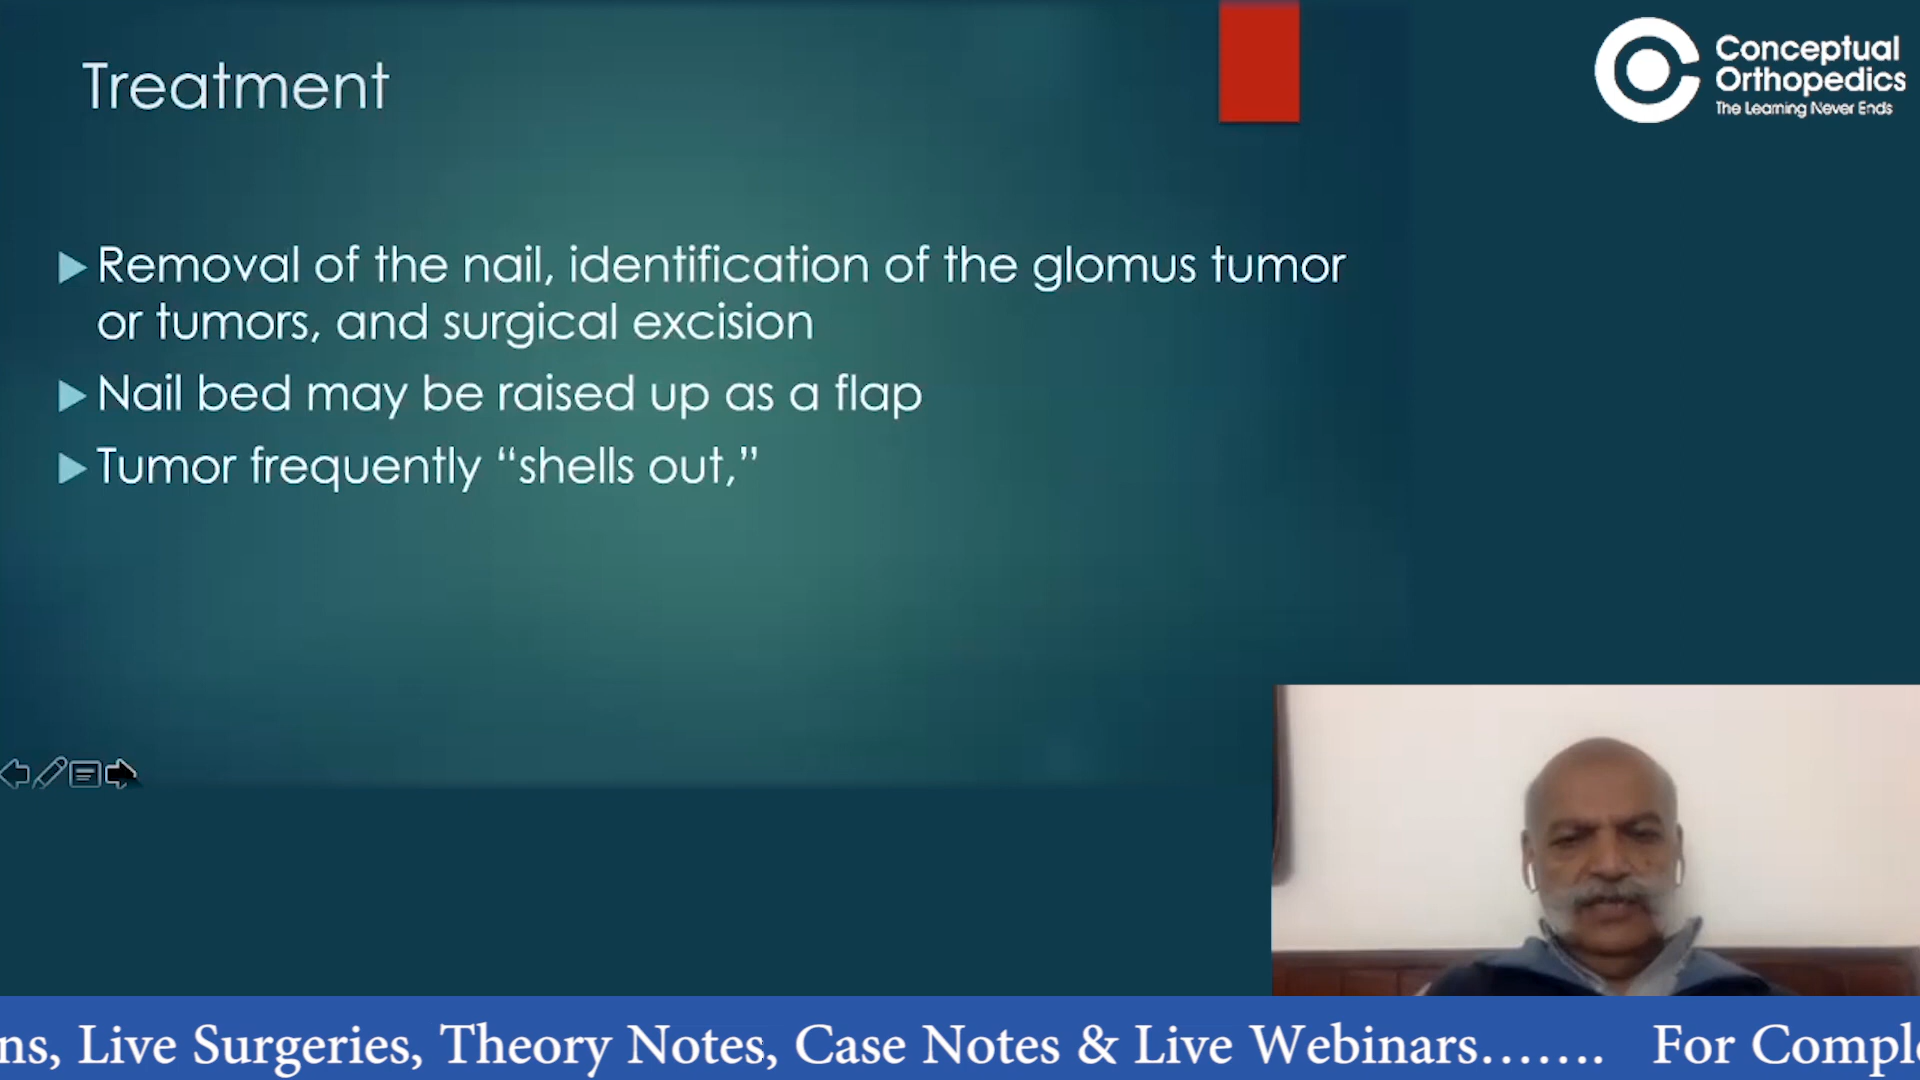 Treatment
Conceptual
Orthopedics
The Learning Never Ends
Removal of the nail, identification of the glomus tumor
or tumors, and surgical excision
Nail bed may be raised up as a flap
Tumor frequently “shells out,”
Live Surgeries, Theory Notes, Case Notes & Live Webinars....... For